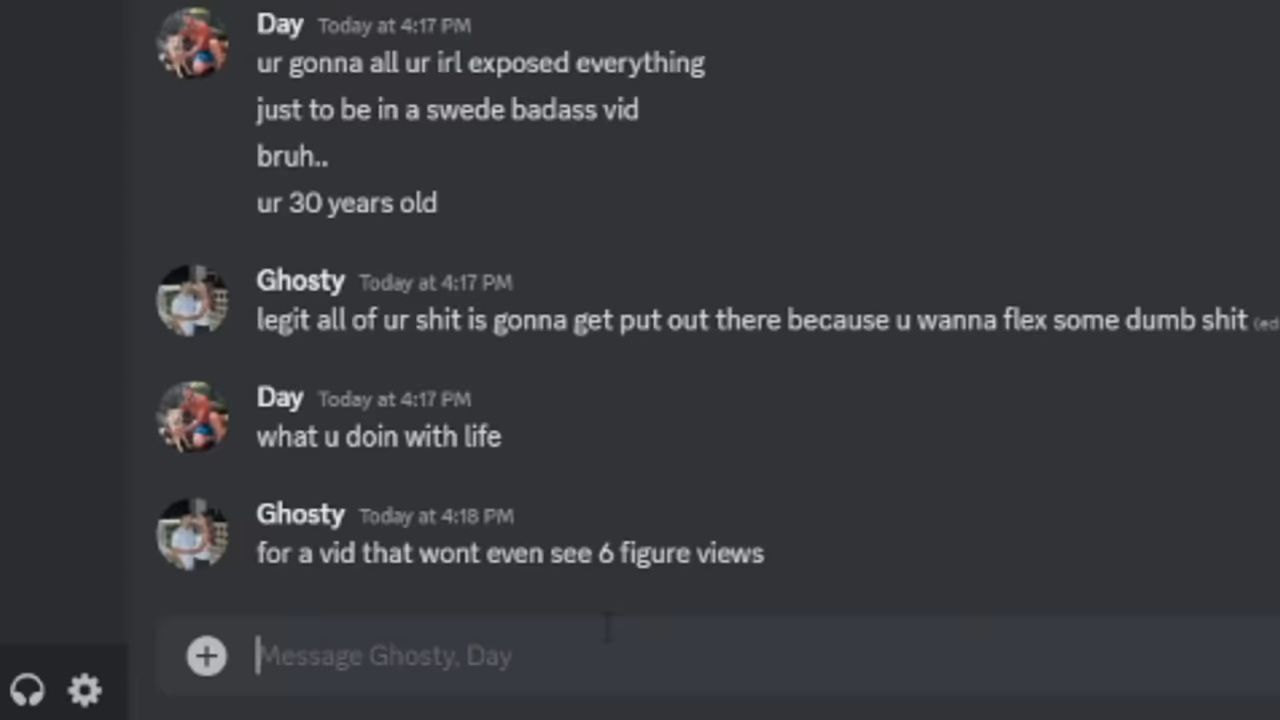 Day Today at 4:17 PM
ur gonna all ur irl exposed everything
just to be in a swede badass vid
bruh..
ur 30 years old
Ghosty Today at 4:17 PM
legit all of ur shit is gonna get put out there because u wanna flex some dumb shit (ed
Day Today at 4:17 PM
what u doin with life
Ghosty Today at 4:18 PM
for a vid that wont even see 6 figure views
Message Ghosty, Day